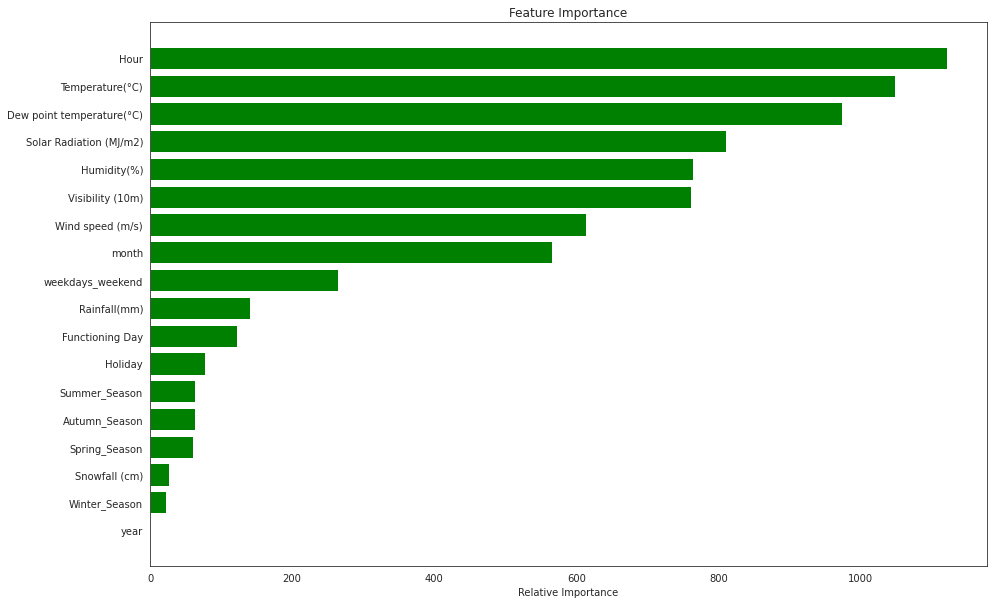 Feature Importance
Hour
Temperature(°C)
Dew point temperature(°C)
Solar Radiation (MJ/m2)
Humidity(%)
Visibility (10m)
Wind speed (m/s)
month
weekdays_weekend
Rainfall(mm)
Functioning Day
Holiday
Summer_Season
Autumn_Season
Spring_Season
Snowfall (cm)
Winter_Season
year
0 200 400 600 800 1000
Relative Importance